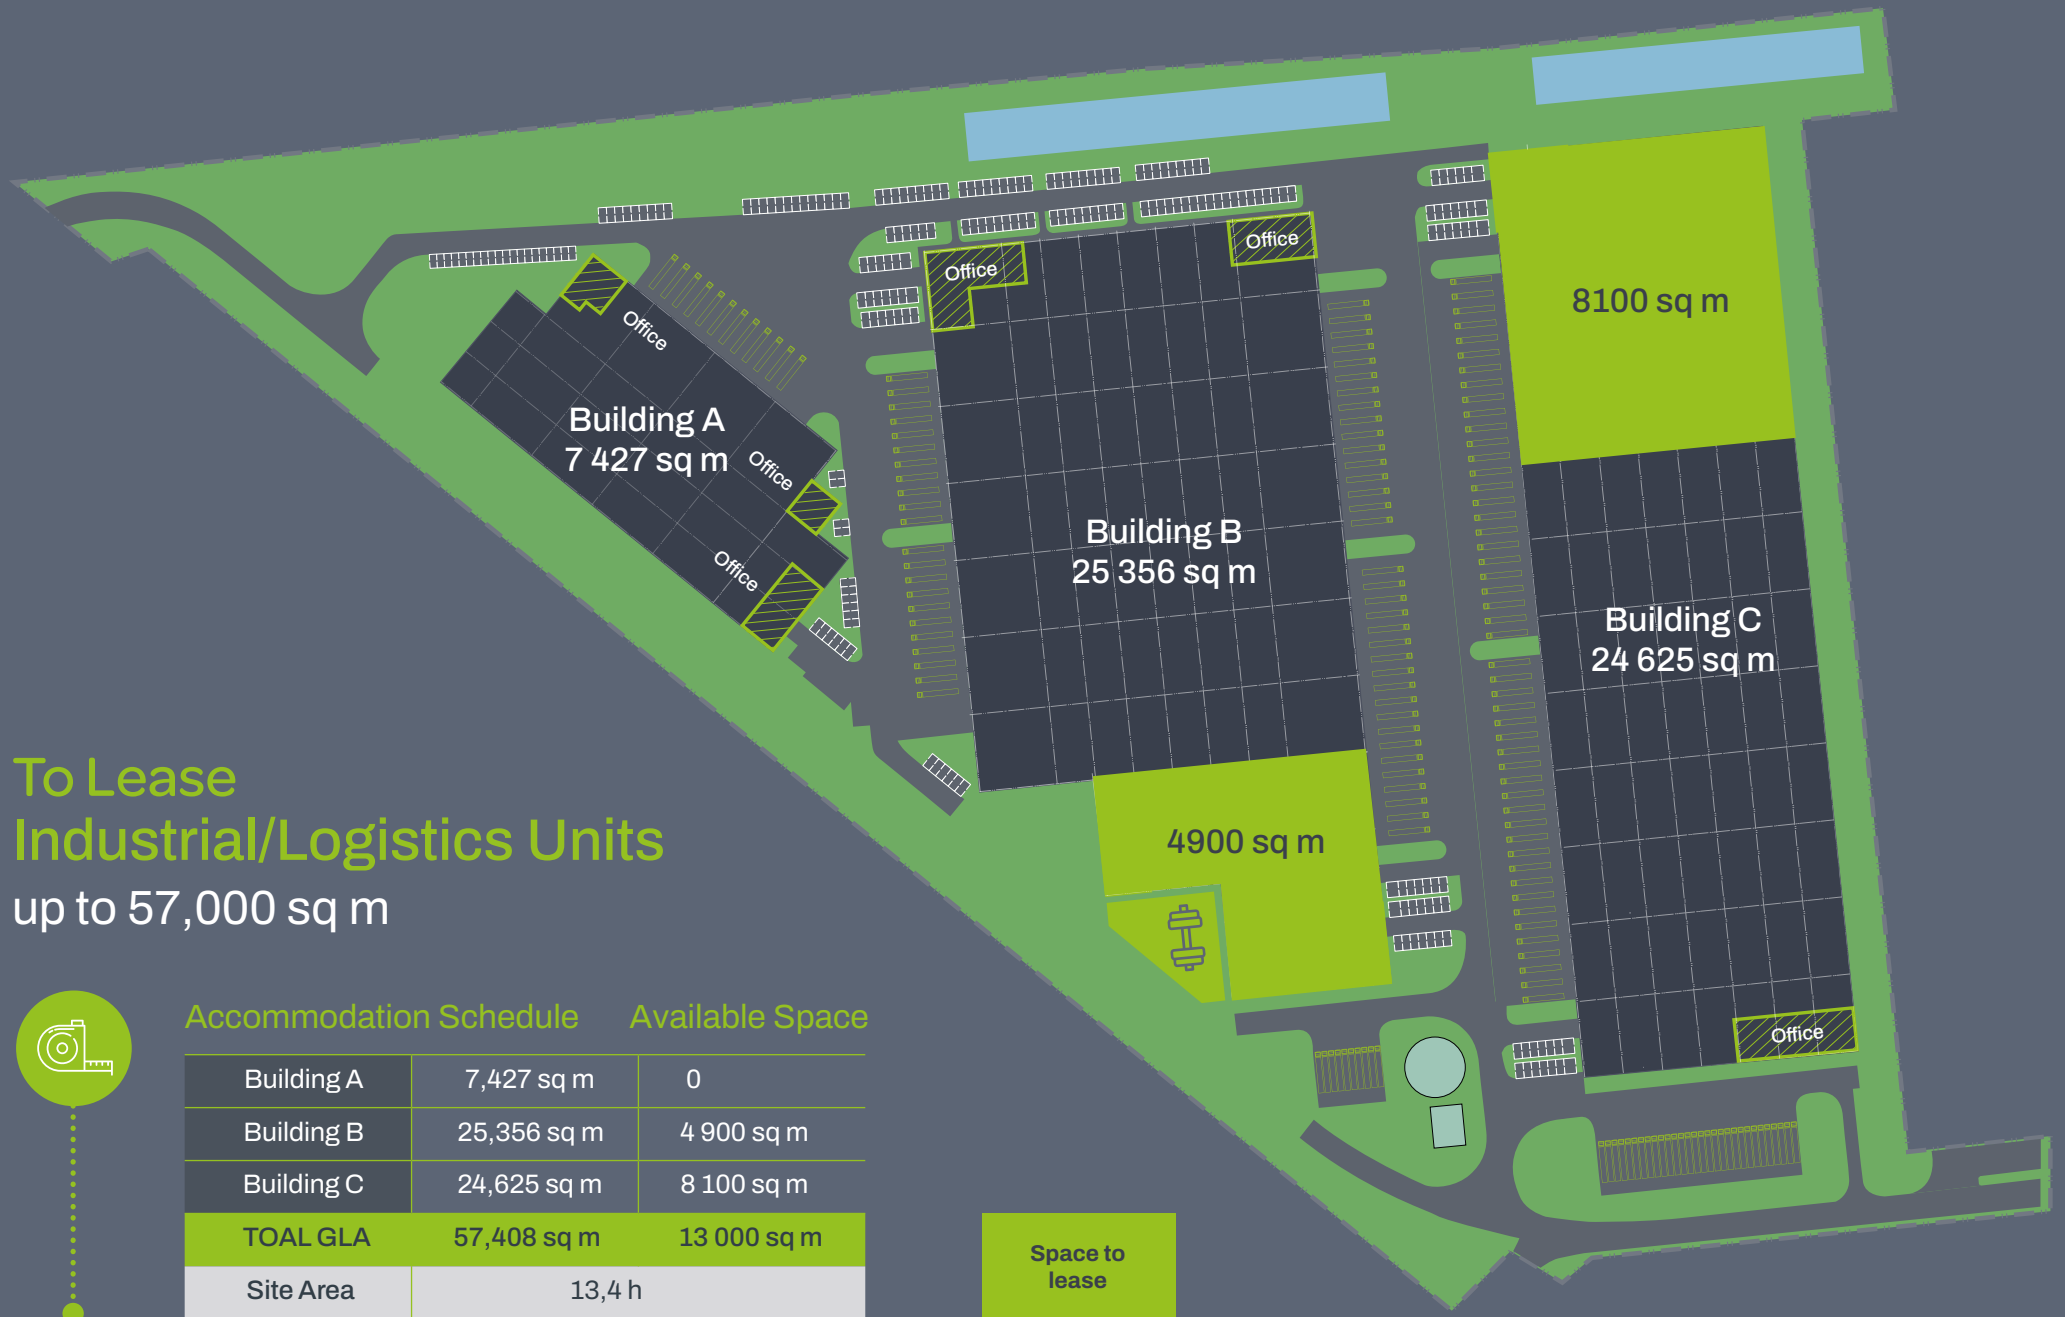 Office
Office
8100 sq m
Office
Building A
7 427 sq m
Office
Office
Building B
25 356 sq m
Building C
24 625 sq m
To Lease
Industrial/Logistics Units
up to 57,000 sq m
4900 sq m
Office
Accommodation Schedule Available Space
Building A 7,427 sq m 0
Building B 25,356 sq m 4 900 sq m
Building C 24,625 sq m 8 100 sq m
TOAL GLA 57,408 sq m 13 000 sq m
Site Area 13,4 h
Space to
lease